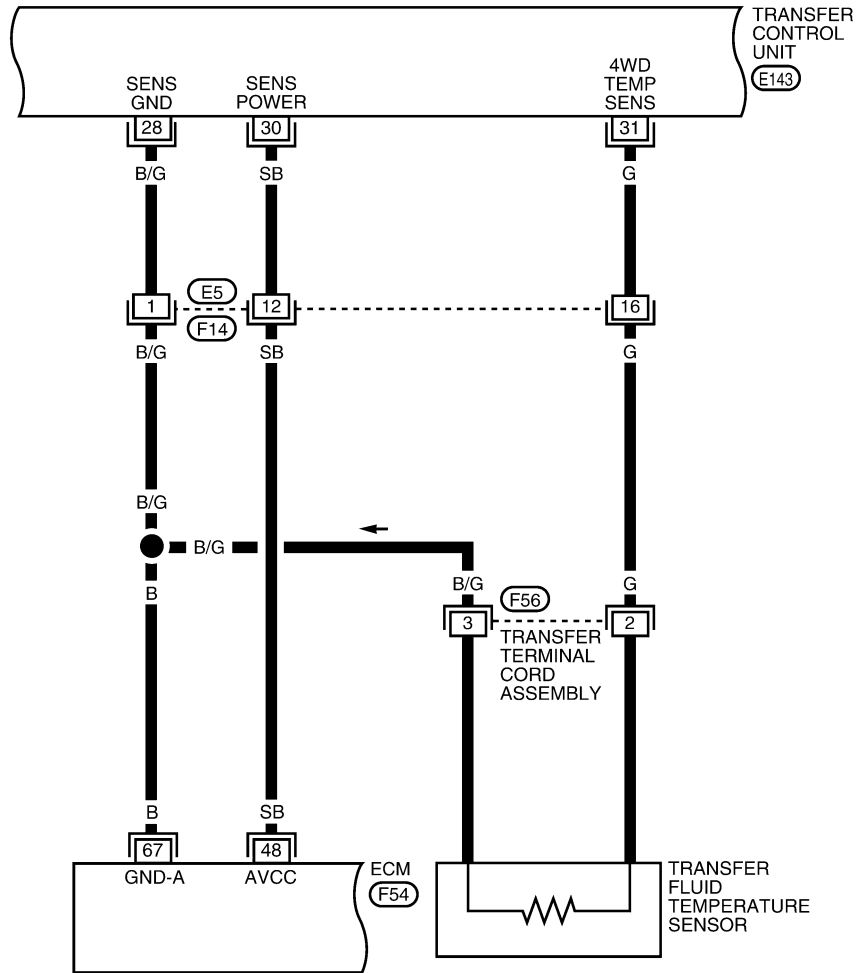 TRANSFER
CONTROL
UNIT
E143
SENS
GND
SENS
POWER
4WD
TEMP
SENS
28
30
31
B/G
SB
G
1
E5
12
16
F14
B/G
SB
G
B/G
B/G
B
B/G
G
F56
3
2
TRANSFER
TERMINAL
CORD
ASSEMBLY
B
SB
67
48
GND-A
AVCC
ECM
F54
TRANSFER
FLUID
TEMPERATURE
SENSOR